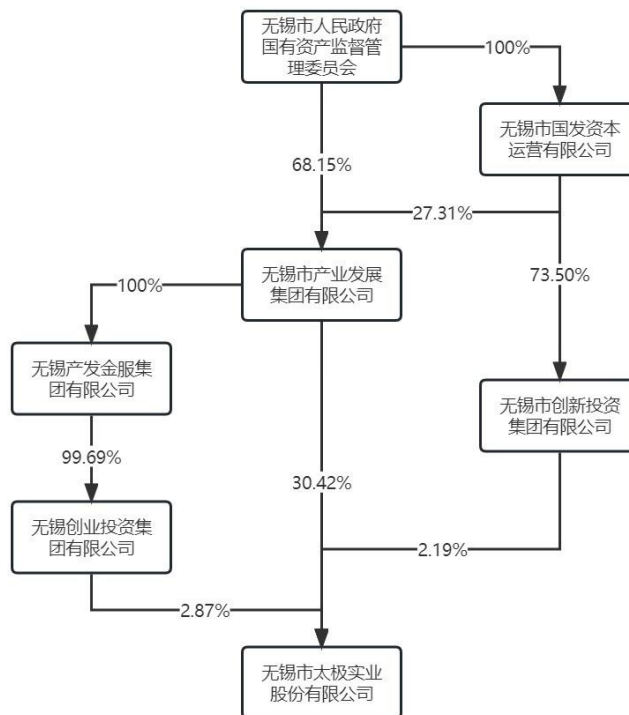 无锡市人民政府
国有资产监督管
理委员会
100%
无锡市国发资本
运营有限公司
68.15%
27.31%
无锡市产业发展
集团有限公司
73.50%
100%
无锡产发金服集
团有限公司
无锡市创新投资
集团有限公司
99.69%
30.42%
无锡创业投资集
团有限公司
2.19%
2.87%
无锡市太极实业
股份有限公司